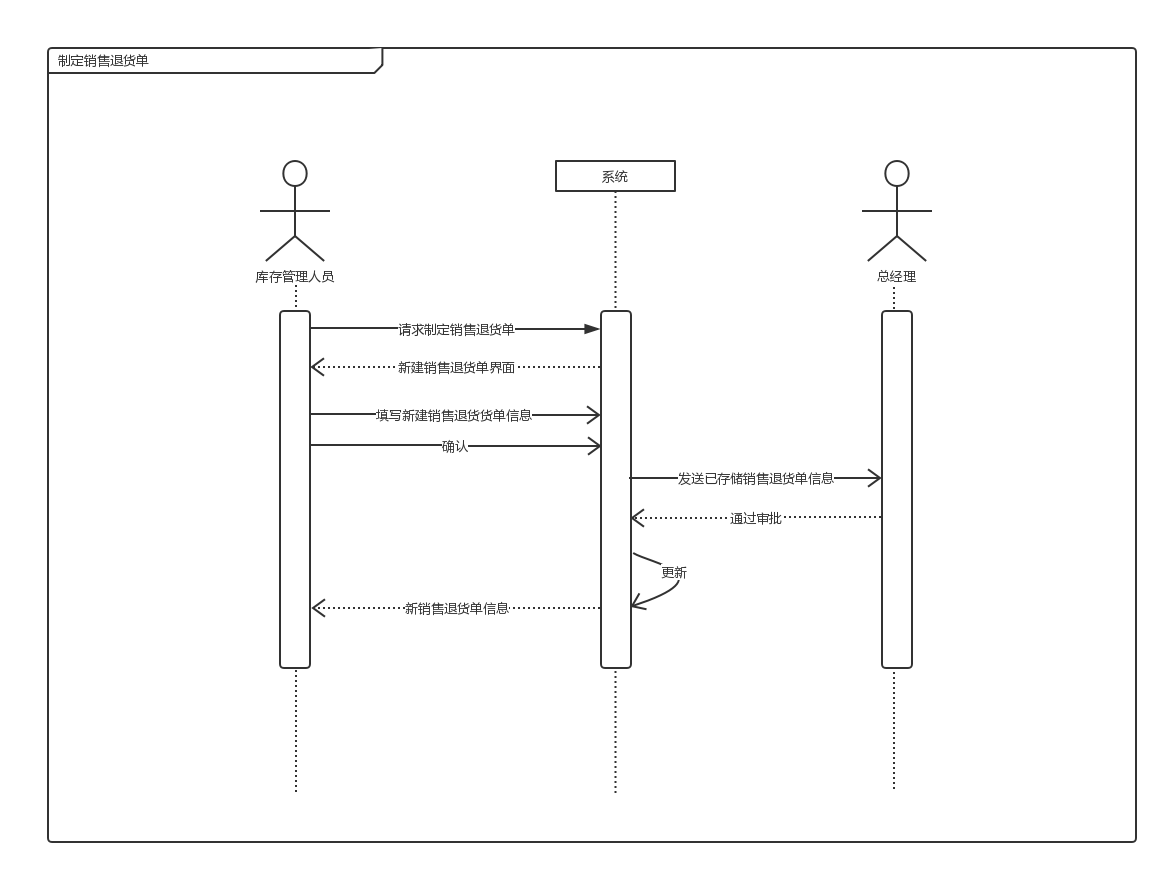 制定销售退货单
系统
库存管理人员
总经理
请求制定销售退货单
新建销售退货单界面
填写新建销售退货货单信息
确认
发送已存储销售退货单信息
通过审批
更新
新销售退货单信息